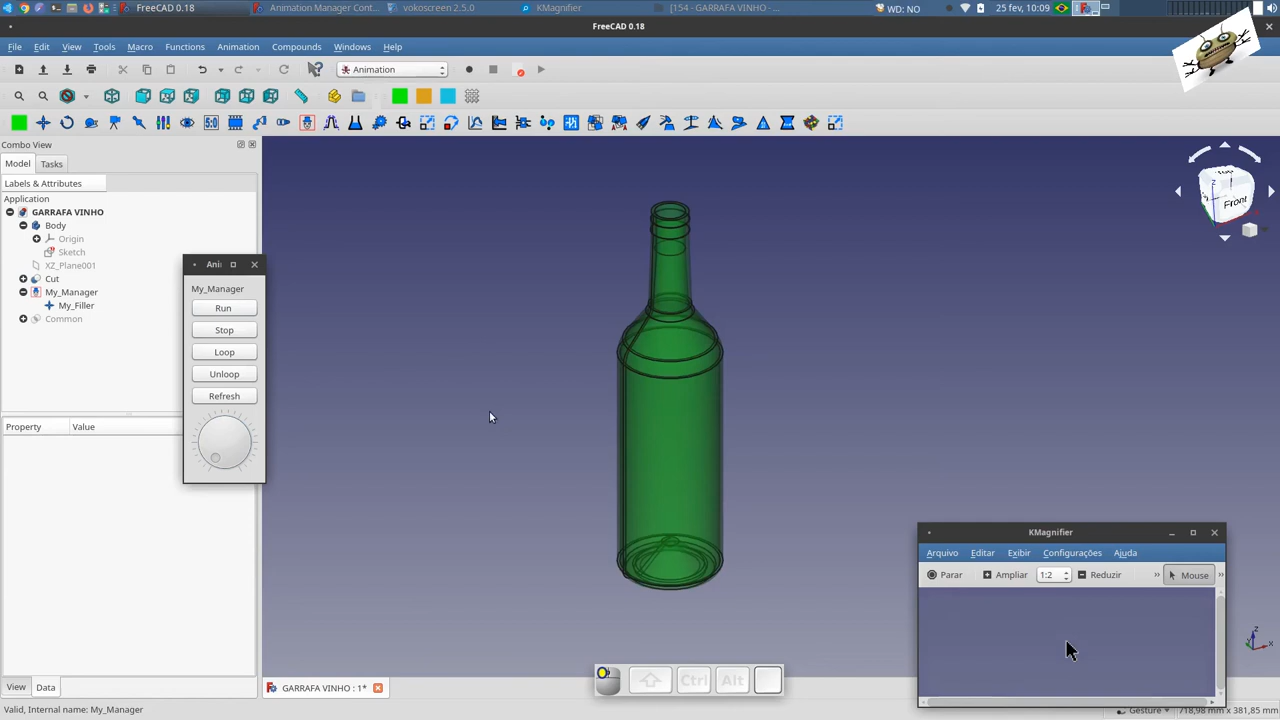 FreeCAD 0.18
Animation Manager Cont...
vokoscreen 2.5.0
KMagnifier
[154 - GARRAFA VINHO - ...
WD: NO
25 fev, 10:09
FreeCAD 0.18
File Edit View Tools Macro Functions Animation Compounds Windows Help
Animation
5:0
Combo View
Model Tasks
Labels & Attributes
Application
GARRAFA VINHO
Body
Origin
Sketch
XZ_Plane001
Cut
My_Manager
My_Filler
Common
Property Value
View Data
Valid, Internal name: My_Manager
Ani
My_Manager
Run
Stop
Loop
Unloop
Refresh
Top
Front
Z
GARRAFA VINHO : 1*
Ctrl Alt
KMagnifier
Arquivo Editar Exibir Configurações Ajuda
Parar Ampliar 1:2 Reduzir » Mouse »
Z
X
Gesture
718,98 mm x 381,85 mm